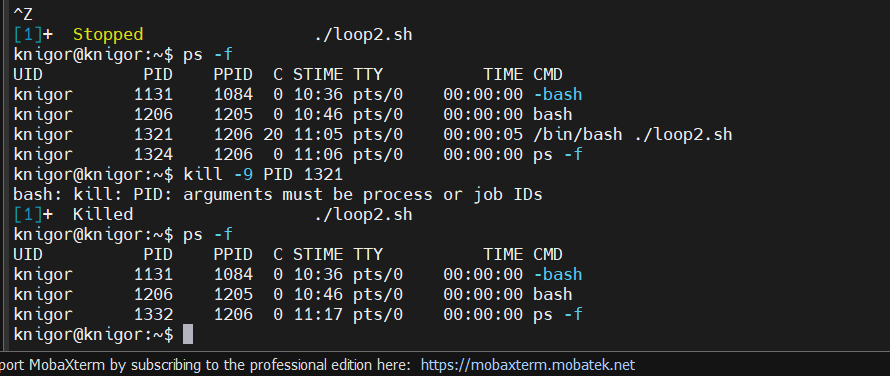 ^Z
[1]+  Stopped                 ./loop2.sh
knigor@knigor:~$ ps -f
UID          PID    PPID  C STIME TTY          TIME CMD
knigor      1131    1084  0 10:36 pts/0    00:00:00 -bash
knigor      1206    1205  0 10:46 pts/0    00:00:00 bash
knigor      1321    1206 20 11:05 pts/0    00:00:05 /bin/bash ./loop2.sh
knigor      1324    1206  0 11:06 pts/0    00:00:00 ps -f
knigor@knigor:~$ kill -9 PID 1321
bash: kill: PID: arguments must be process or job IDs
[1]+  Killed                  ./loop2.sh
knigor@knigor:~$ ps -f
UID          PID    PPID  C STIME TTY          TIME CMD
knigor      1131    1084  0 10:36 pts/0    00:00:00 -bash
knigor      1206    1205  0 10:46 pts/0    00:00:00 bash
knigor      1332    1206  0 11:17 pts/0    00:00:00 ps -f
knigor@knigor:~$
port MobaXterm by subscribing to the professional edition here:  https://mobaxterm.mobatek.net